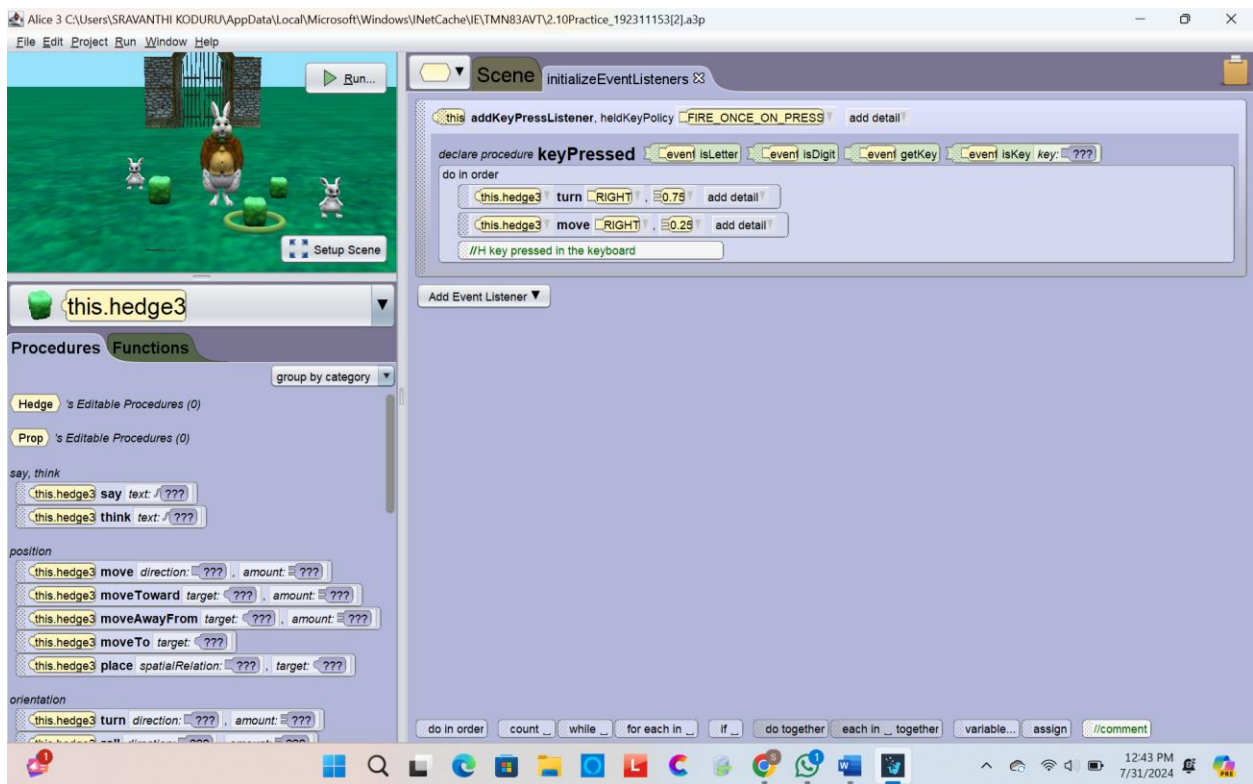 Alice 3 C:\Users\SRAVANTHI KODURU\AppData\Local\Microsoft\Windows\INetCache\IE\TMN83AVT\2.10Practice_192311153[2].a3p
File Edit Project Run Window Help
Run...
Setup Scene
this.hedge3
Procedures Functions
group by category
Hedge 's Editable Procedures (0)
Prop 's Editable Procedures (0)
say, think
this.hedge3 say text: ???
this.hedge3 think text: ???
position
this.hedge3 move direction: ??? , amount: ???
this.hedge3 moveToward target: ??? , amount: ???
this.hedge3 moveAwayFrom target: ??? , amount: ???
this.hedge3 moveTo target: ???
this.hedge3 place spatialRelation: ??? , target: ???
orientation
this.hedge3 turn direction: ??? , amount: ???
Scene initializeEventListeners
this addKeyPressListener, heldKeyPolicy FIRE_ONCE_ON_PRESS add detail
declare procedure keyPressed event isLetter event isDigit event getKey event isKey key: ???
do in order
this.hedge3 turn RIGHT , 0.75 add detail
this.hedge3 move RIGHT , 0.25 add detail
//H key pressed in the keyboard
Add Event Listener
do in order count _ while _ for each in _ if _ do together each in _ together variable... assign //comment
12:43 PM
7/31/2024